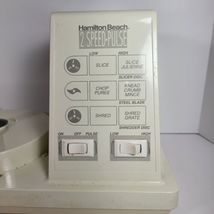 Hamilton Beach®
12 SPEED•PULSE
LOW HIGH
SLICE SLICE
JULIENNE
SLICER DISC
CHOP KNEAD
PUREE CRUMB
MINCE
STEEL BLADE
SHRED SHRED
GRATE
SHREDDER DISC
ON OFF PULSE LOW HIGH